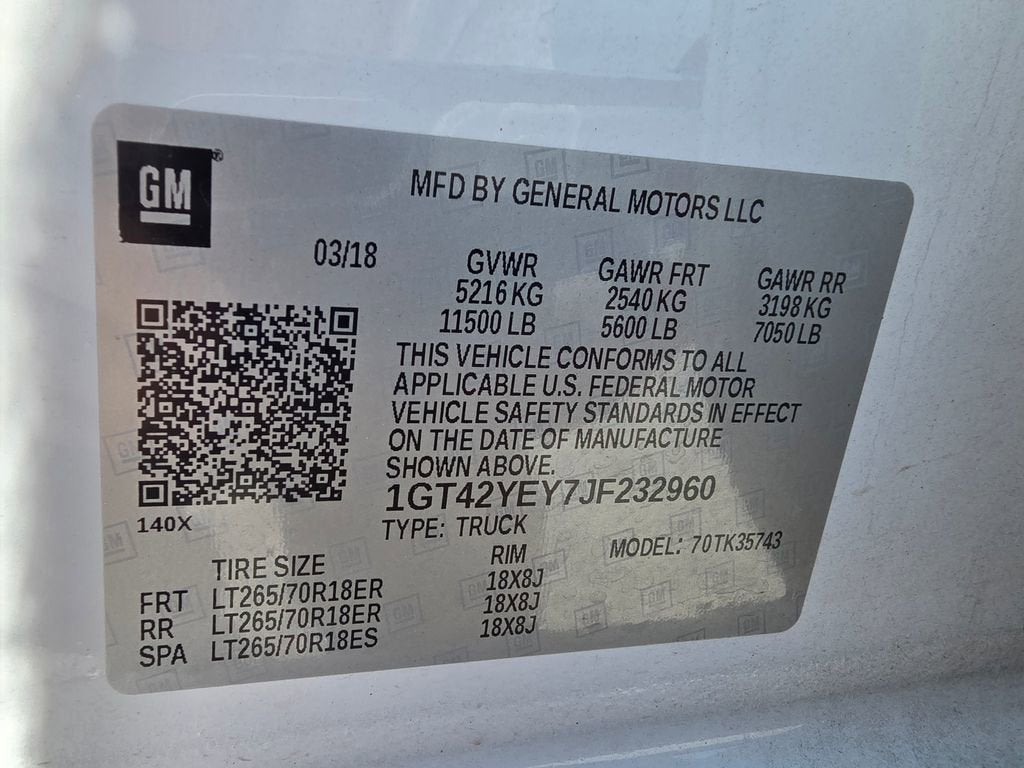 GM
MFD BY GENERAL MOTORS LLC
03/18
GVWR GAWR FRT GAWR RR
5216 KG 2540 KG 3198 KG
11500 LB 5600 LB 7050 LB
THIS VEHICLE CONFORMS TO ALL
APPLICABLE U.S. FEDERAL MOTOR
VEHICLE SAFETY STANDARDS IN EFFECT
ON THE DATE OF MANUFACTURE
SHOWN ABOVE.
1GT42YEY7JF232960
140X
TYPE: TRUCK
MODEL: 70TK35743
TIRE SIZE RIM
FRT LT265/70R18ER 18X8J
RR LT265/70R18ER 18X8J
SPA LT265/70R18ES 18X8J